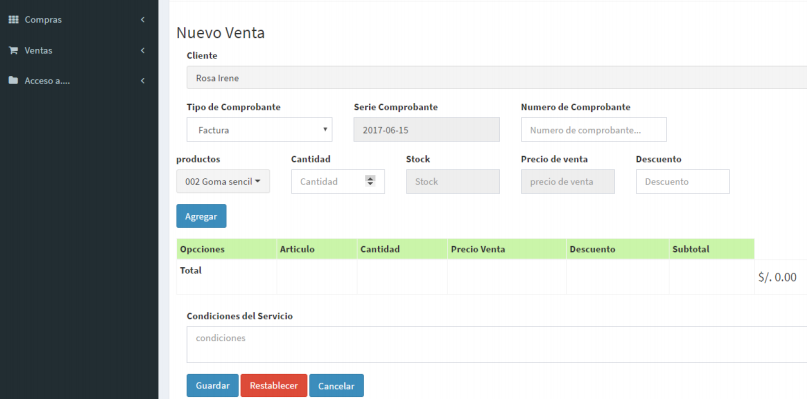 Compras
Ventas
Acceso a....
Nuevo Venta
Cliente
Rosa Irene
Tipo de Comprobante Serie Comprobante Numero de Comprobante
Factura 2017-06-15 Numero de comprobante...
productos Cantidad Stock Precio de venta Descuento
002 Goma sencil Cantidad Stock precio de venta Descuento
Agregar
Opcciones Articulo Cantidad Precio Venta Descuento Subtotal
Total S/. 0.00
Condiciones del Servicio
condiciones
Guardar Restablecer Cancelar